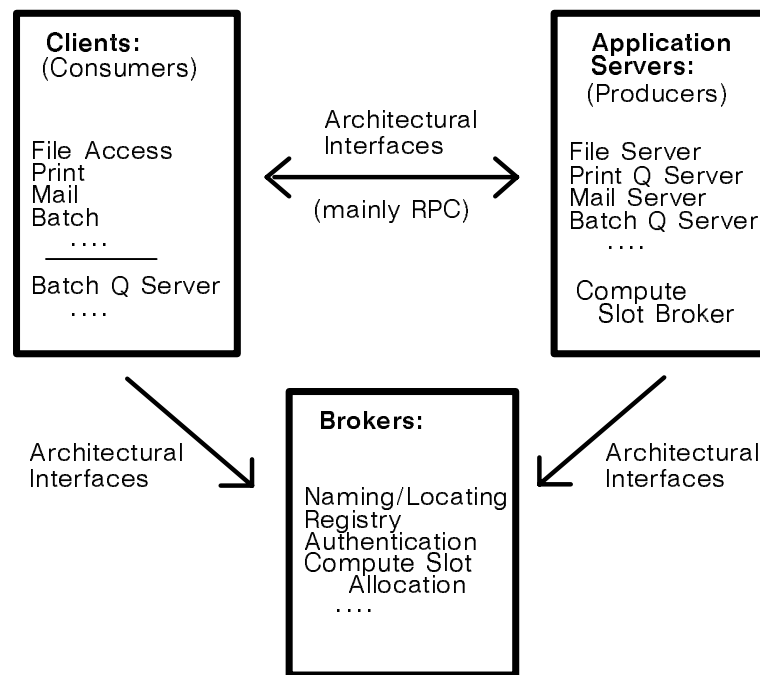 Clients:
(Consumers)
File Access
Print
Mail
Batch
....
Batch Q Server
....
Architectural
Interfaces
(mainly RPC)
Application
Servers:
(Producers)
File Server
Print Q Server
Mail Server
Batch Q Server
....
Compute
Slot Broker
Architectural
Interfaces
Brokers:
Naming/Locating
Registry
Authentication
Compute Slot
Allocation
....
Architectural
Interfaces